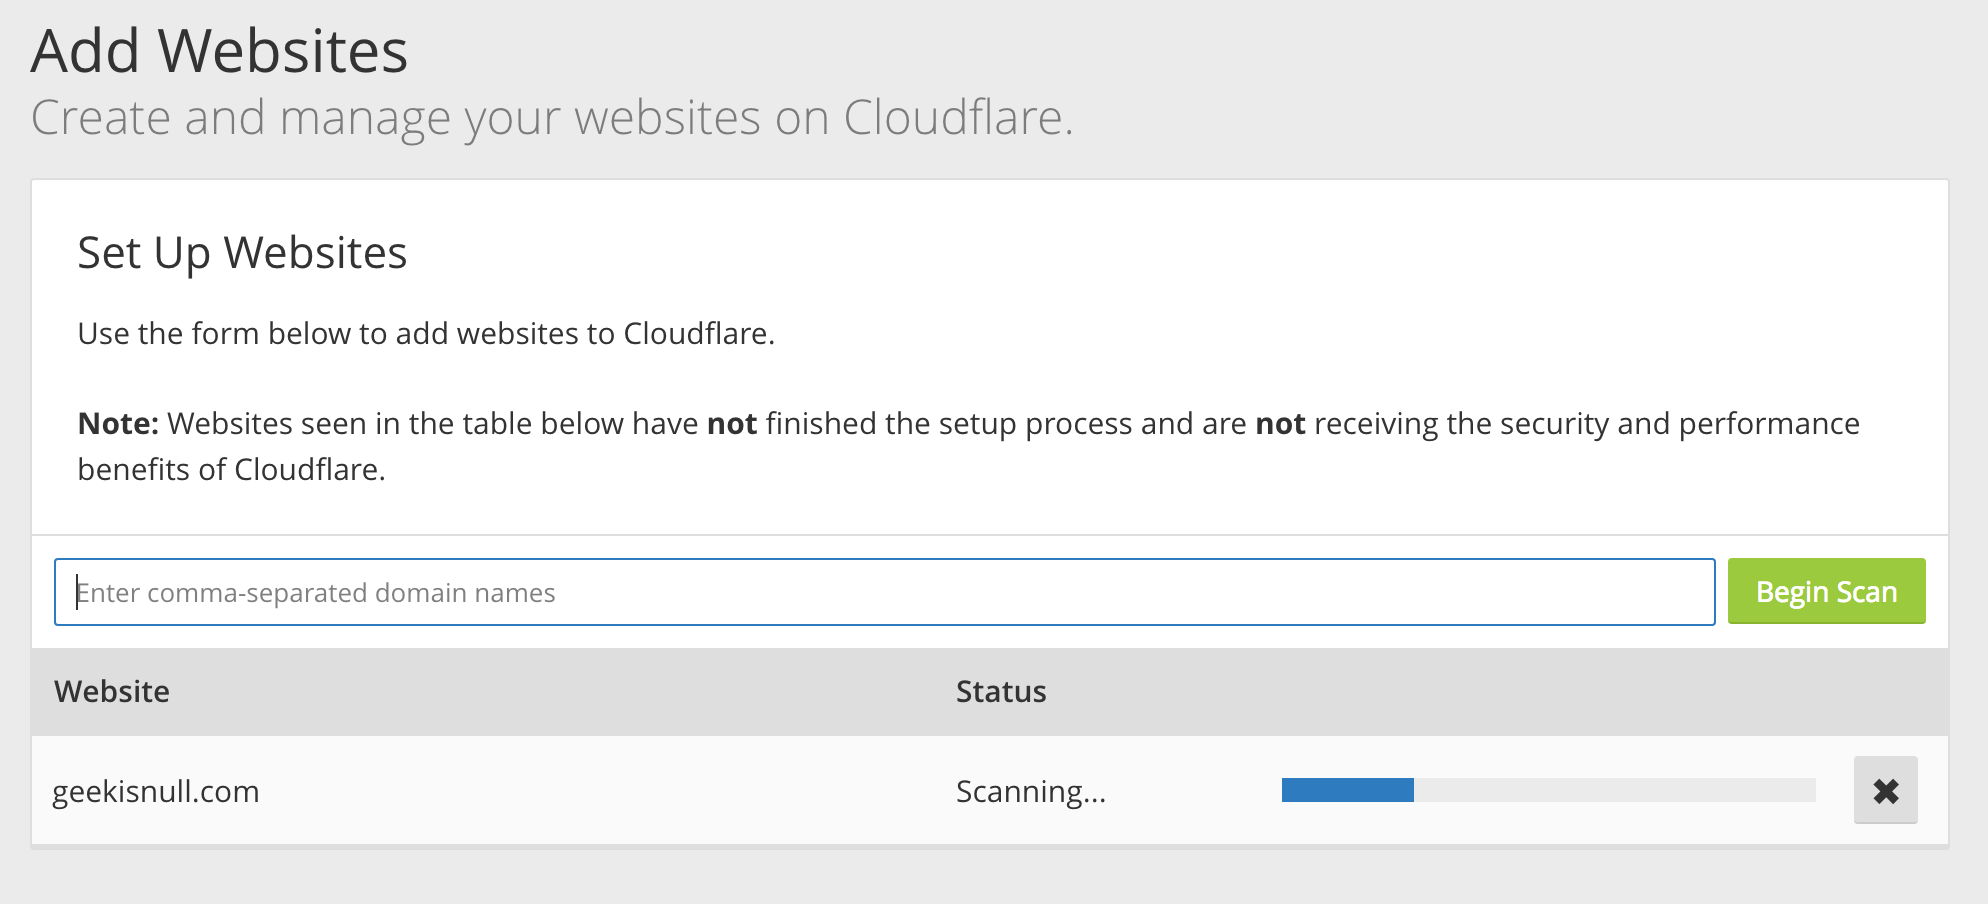 Add Websites
Create and manage your websites on Cloudflare.
Set Up Websites
Use the form below to add websites to Cloudflare.
Note: Websites seen in the table below have not finished the setup process and are not receiving the security and performance
benefits of Cloudflare.
Enter comma-separated domain names
Begin Scan
Website
Status
geekisnull.com
Scanning...